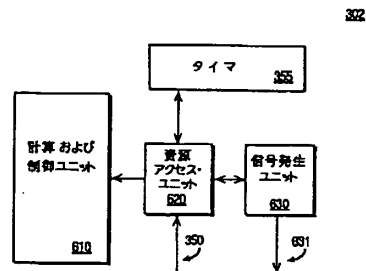 302
タイマ
355
計算および
制御ユニット
610
資源
アクセス・
ユニット
620
信号発生
ユニット
630
350
631